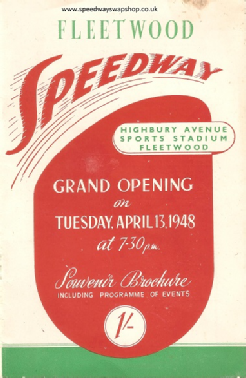 www.speedwayswapshop.co.uk
FLEETWOOD
SPEEDWAY
HIGHBURY AVENUE
SPORTS STADIUM
FLEETWOOD
GRAND OPENING
on
TUESDAY, APRIL 13, 1948
at 7·30 p.m.
Souvenir Brochure
INCLUDING PROGRAMME OF EVENTS
1/-